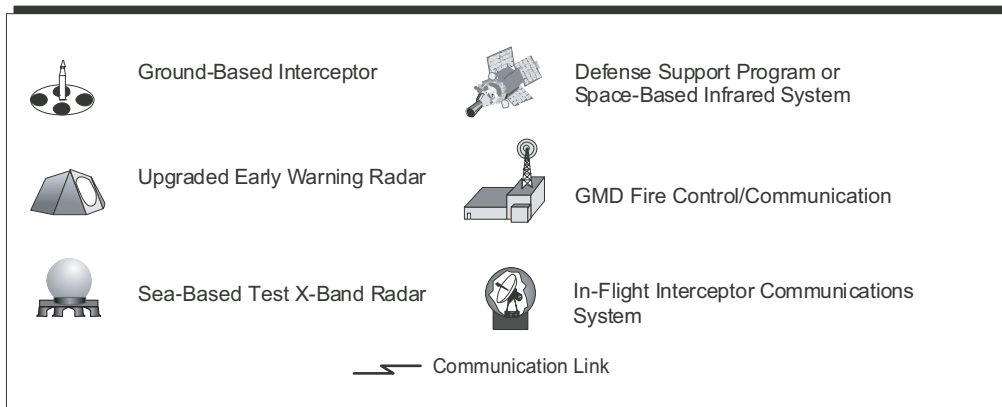 Ground-Based Interceptor
Defense Support Program or
Space-Based Infrared System
Upgraded Early Warning Radar
GMD Fire Control/Communication
Sea-Based Test X-Band Radar
In-Flight Interceptor Communications
System
Communication Link